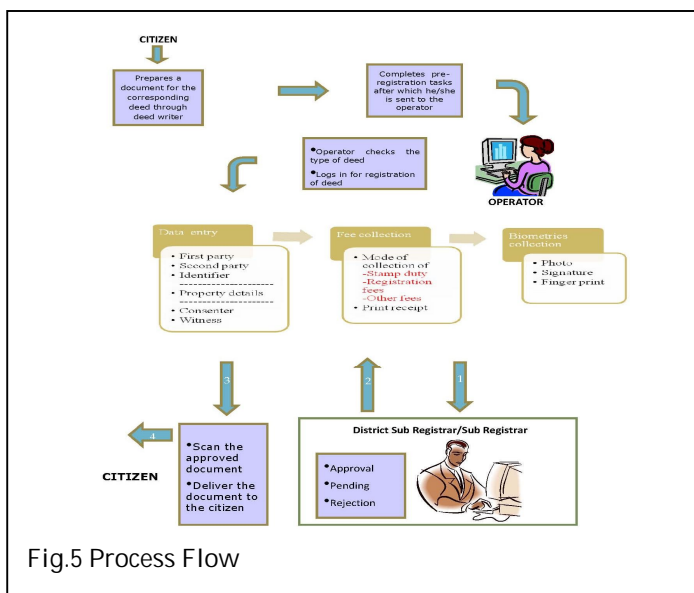 CITIZEN
Prepares a
document for the
corresponding
deed through
deed writer
Completes pre-
registration tasks
after which he/she
is sent to the
operator
•Operator checks the
type of deed
•Logs in for registration
of deed
OPERATOR
Data entry
• First party
• Second party
• Identifier
------------------------
• Property details
------------------------
• Consenter
• Witness
Fee collection
• Mode of
collection of
-Stamp duty
-Registration
fees
-Other fees
• Print receipt
Biometrics
collection
• Photo
• Signature
• Finger print
3
2
1
4
CITIZEN
•Scan the
approved
document
•Deliver the
document to
the citizen
District Sub Registrar/Sub Registrar
•Approval
•Pending
•Rejection
Fig.5 Process Flow